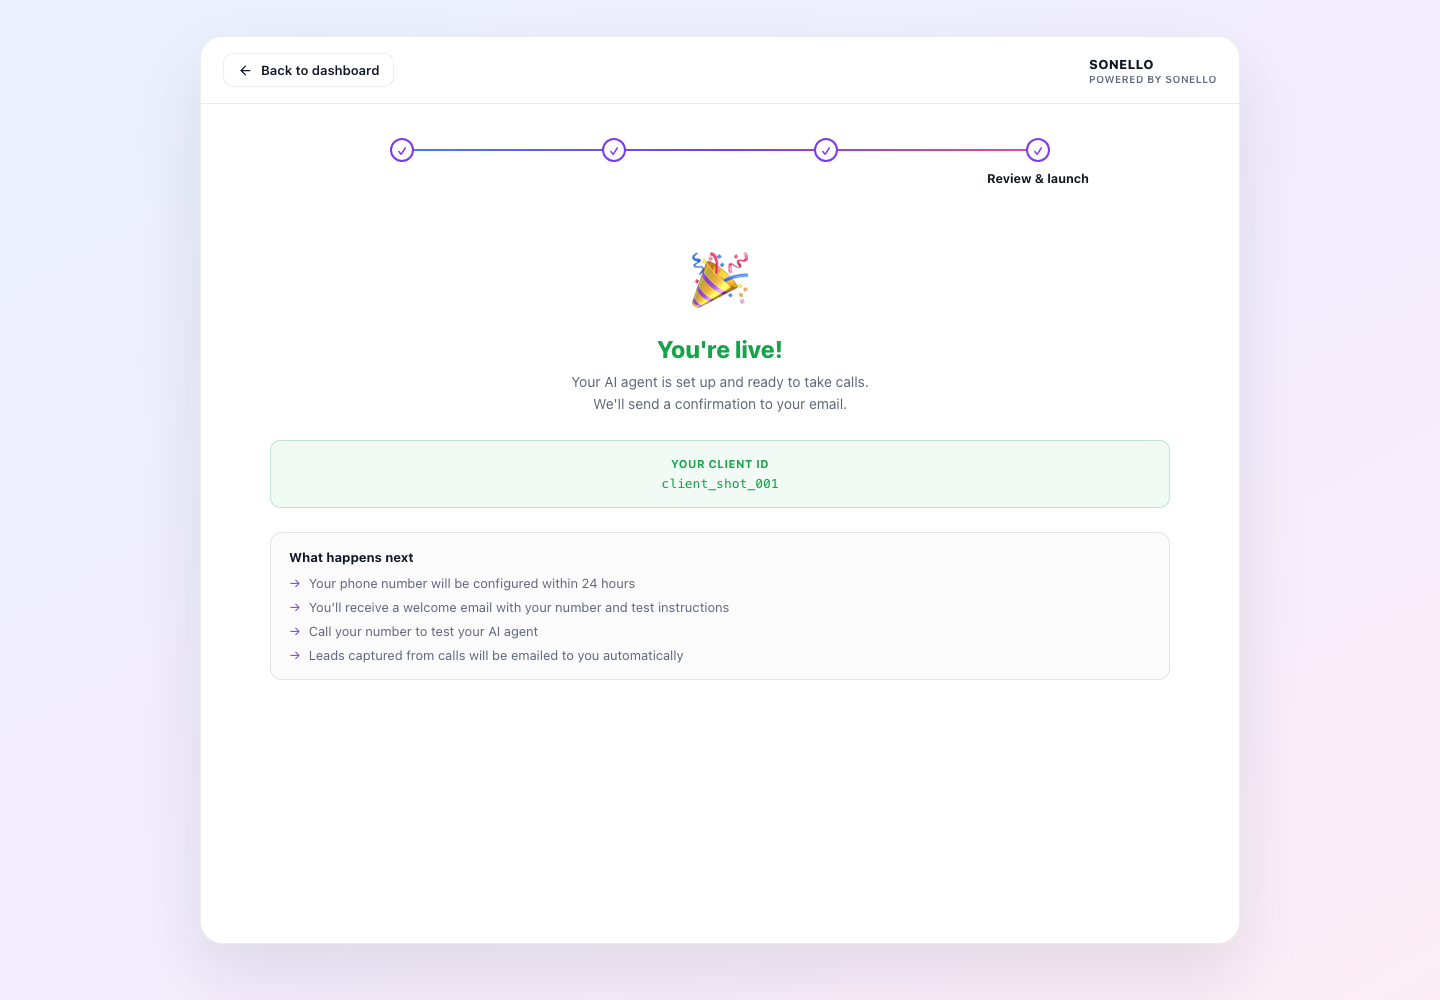 Back to dashboard
SONELLO
POWERED BY SONELLO
Review & launch
You're live!
Your AI agent is set up and ready to take calls.
We'll send a confirmation to your email.
YOUR CLIENT ID
client_shot_001
What happens next
→ Your phone number will be configured within 24 hours
→ You'll receive a welcome email with your number and test instructions
→ Call your number to test your AI agent
→ Leads captured from calls will be emailed to you automatically